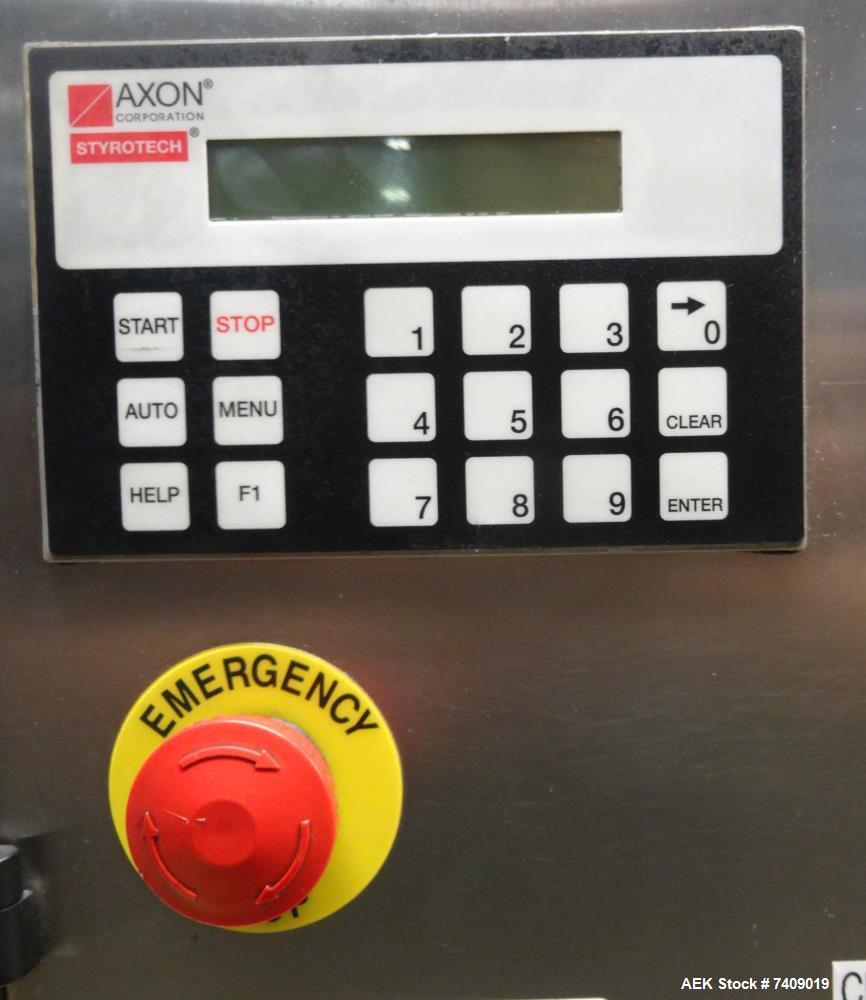 AXON®
CORPORATION
STYROTECH®
START STOP 1 2 3 → 0
AUTO MENU 4 5 6 CLEAR
HELP F1 7 8 9 ENTER
EMERGENCY
AEK Stock # 7409019